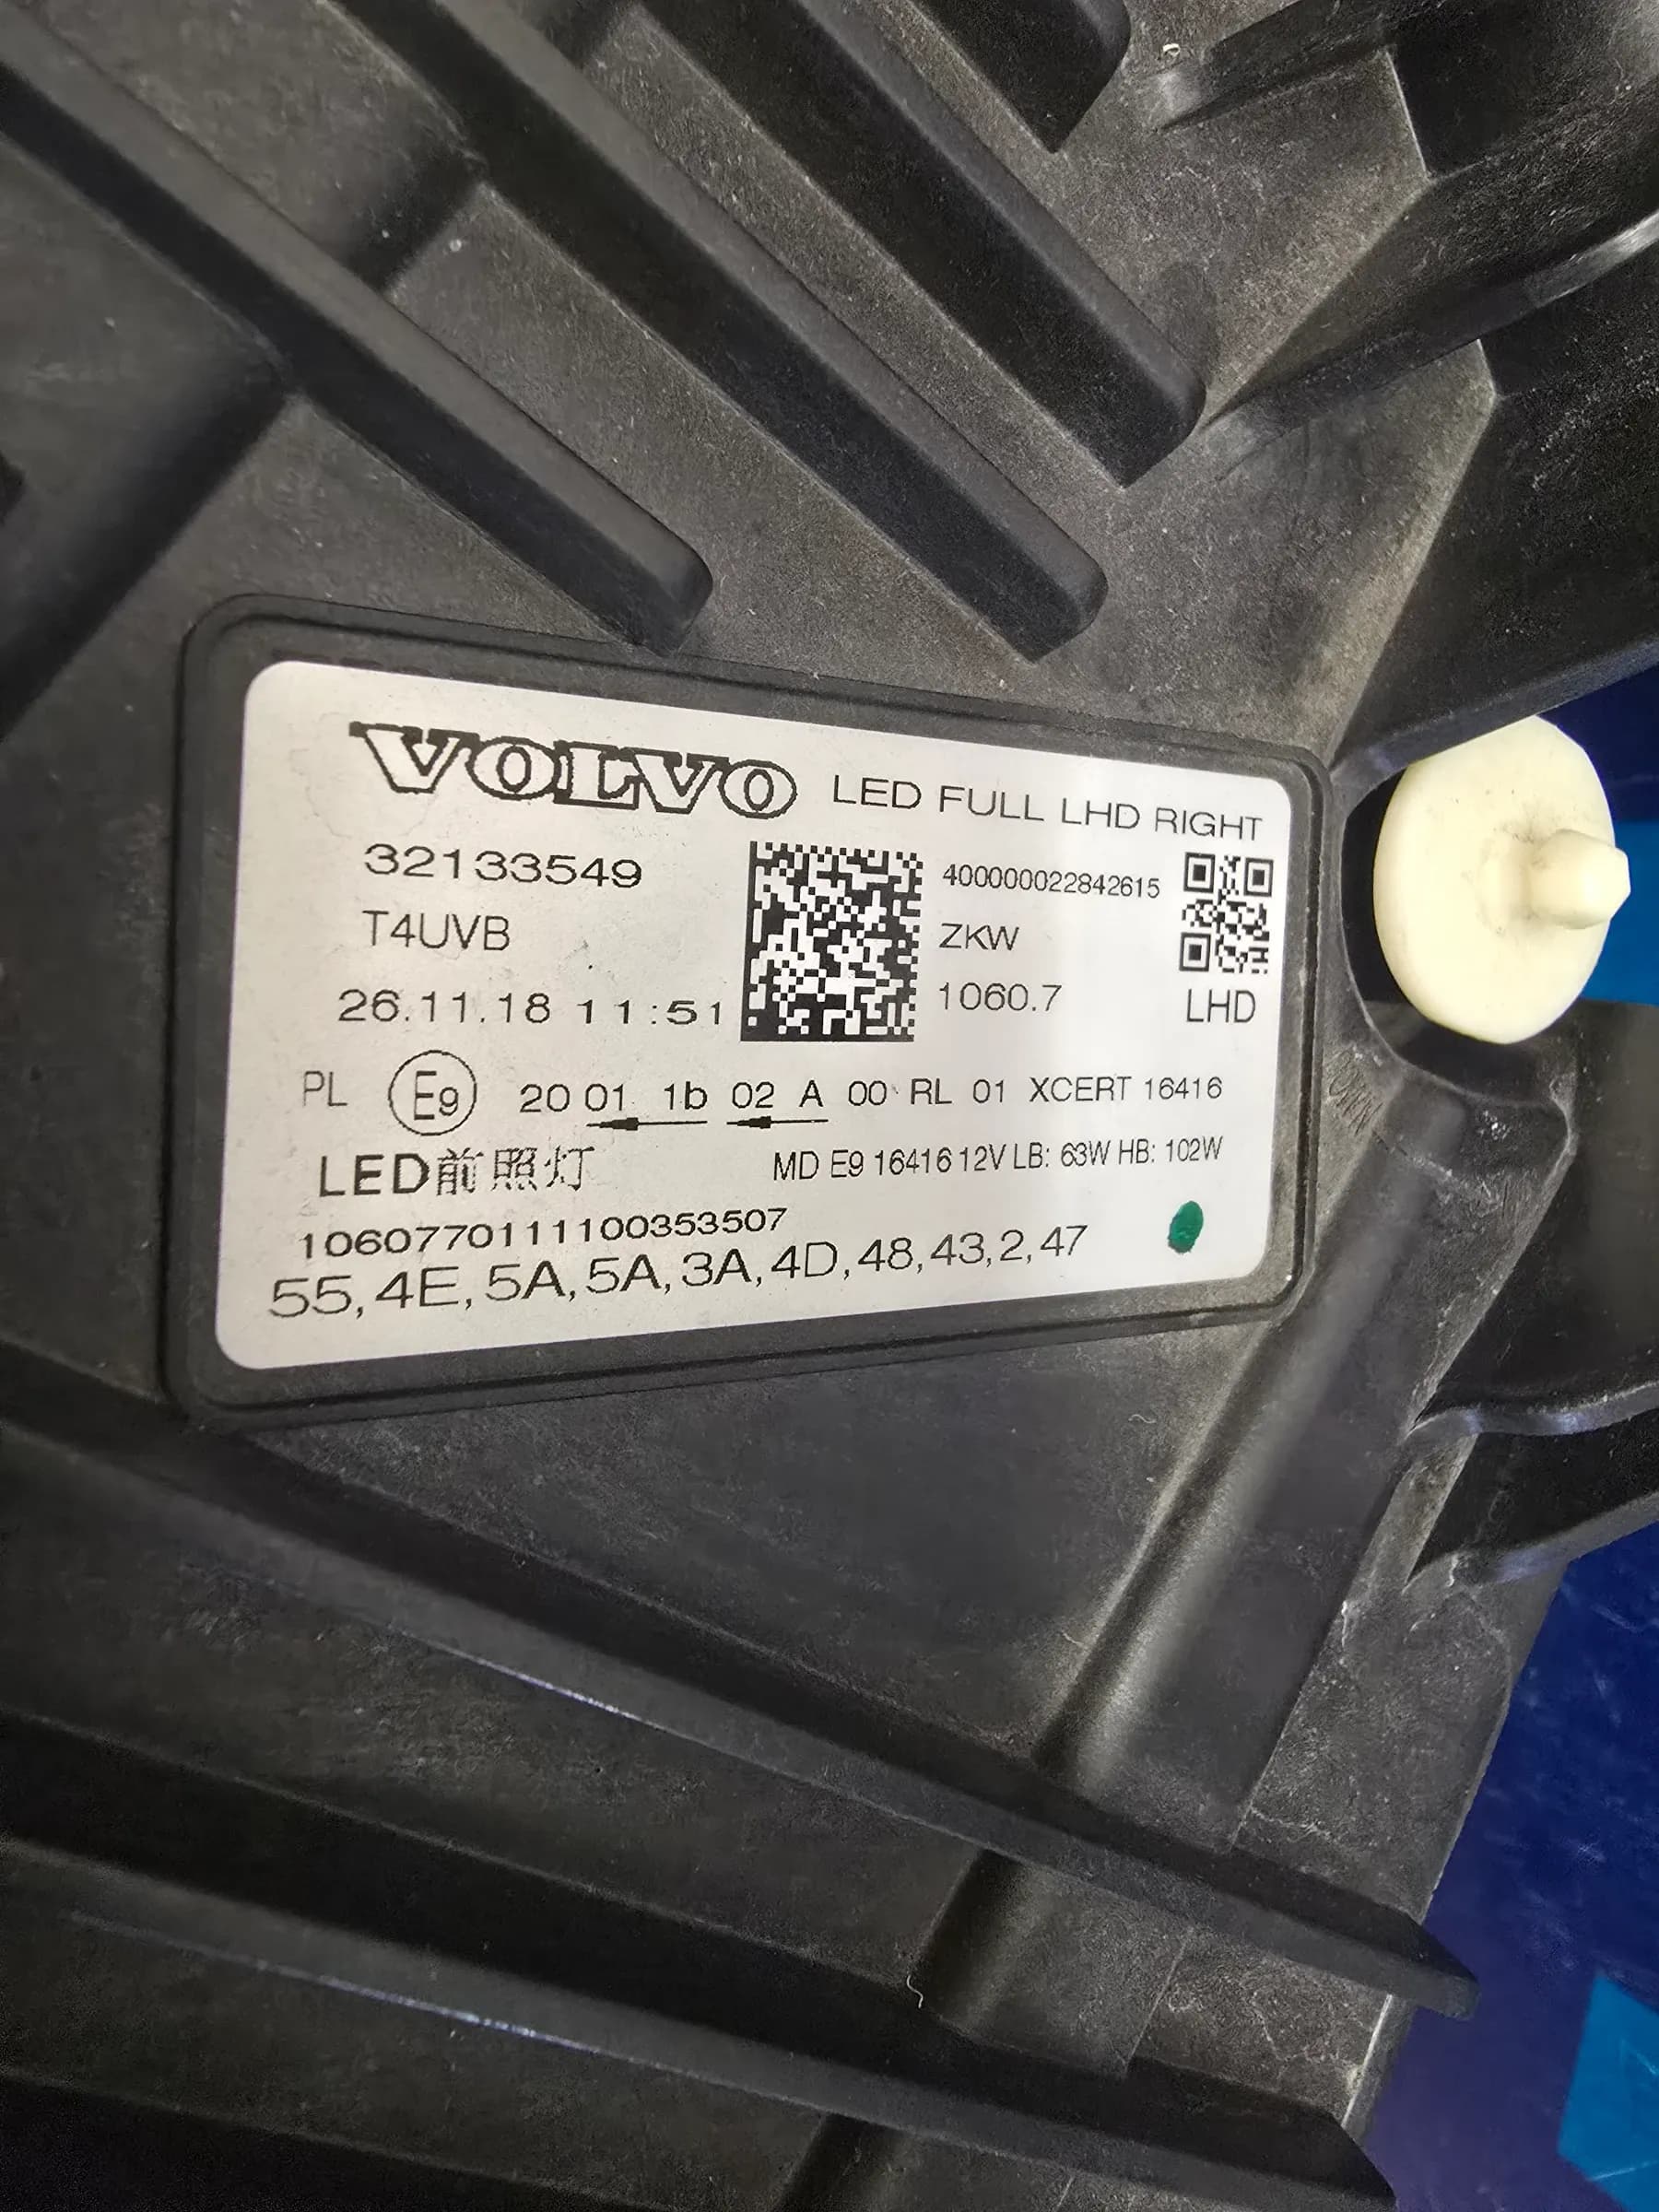 VOLVO LED FULL LHD RIGHT
32133549
T4UVB
26.11.18 11:51
400000022842615
ZKW
1060.7
LHD
PL E9 20 01 1b 02 A 00 RL 01 XCERT 16416
LED前照灯 MD E9 16416 12V LB: 63W HB: 102W
1060770111100353507
55,4E,5A,5A,3A,4D,48,43,2,47